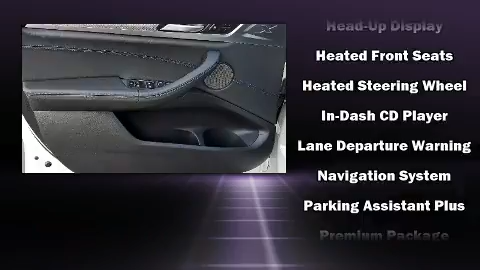 Head-Up Display
Heated Front Seats
Heated Steering Wheel
In-Dash CD Player
Lane Departure Warning
Navigation System
Parking Assistant Plus
Premium Package